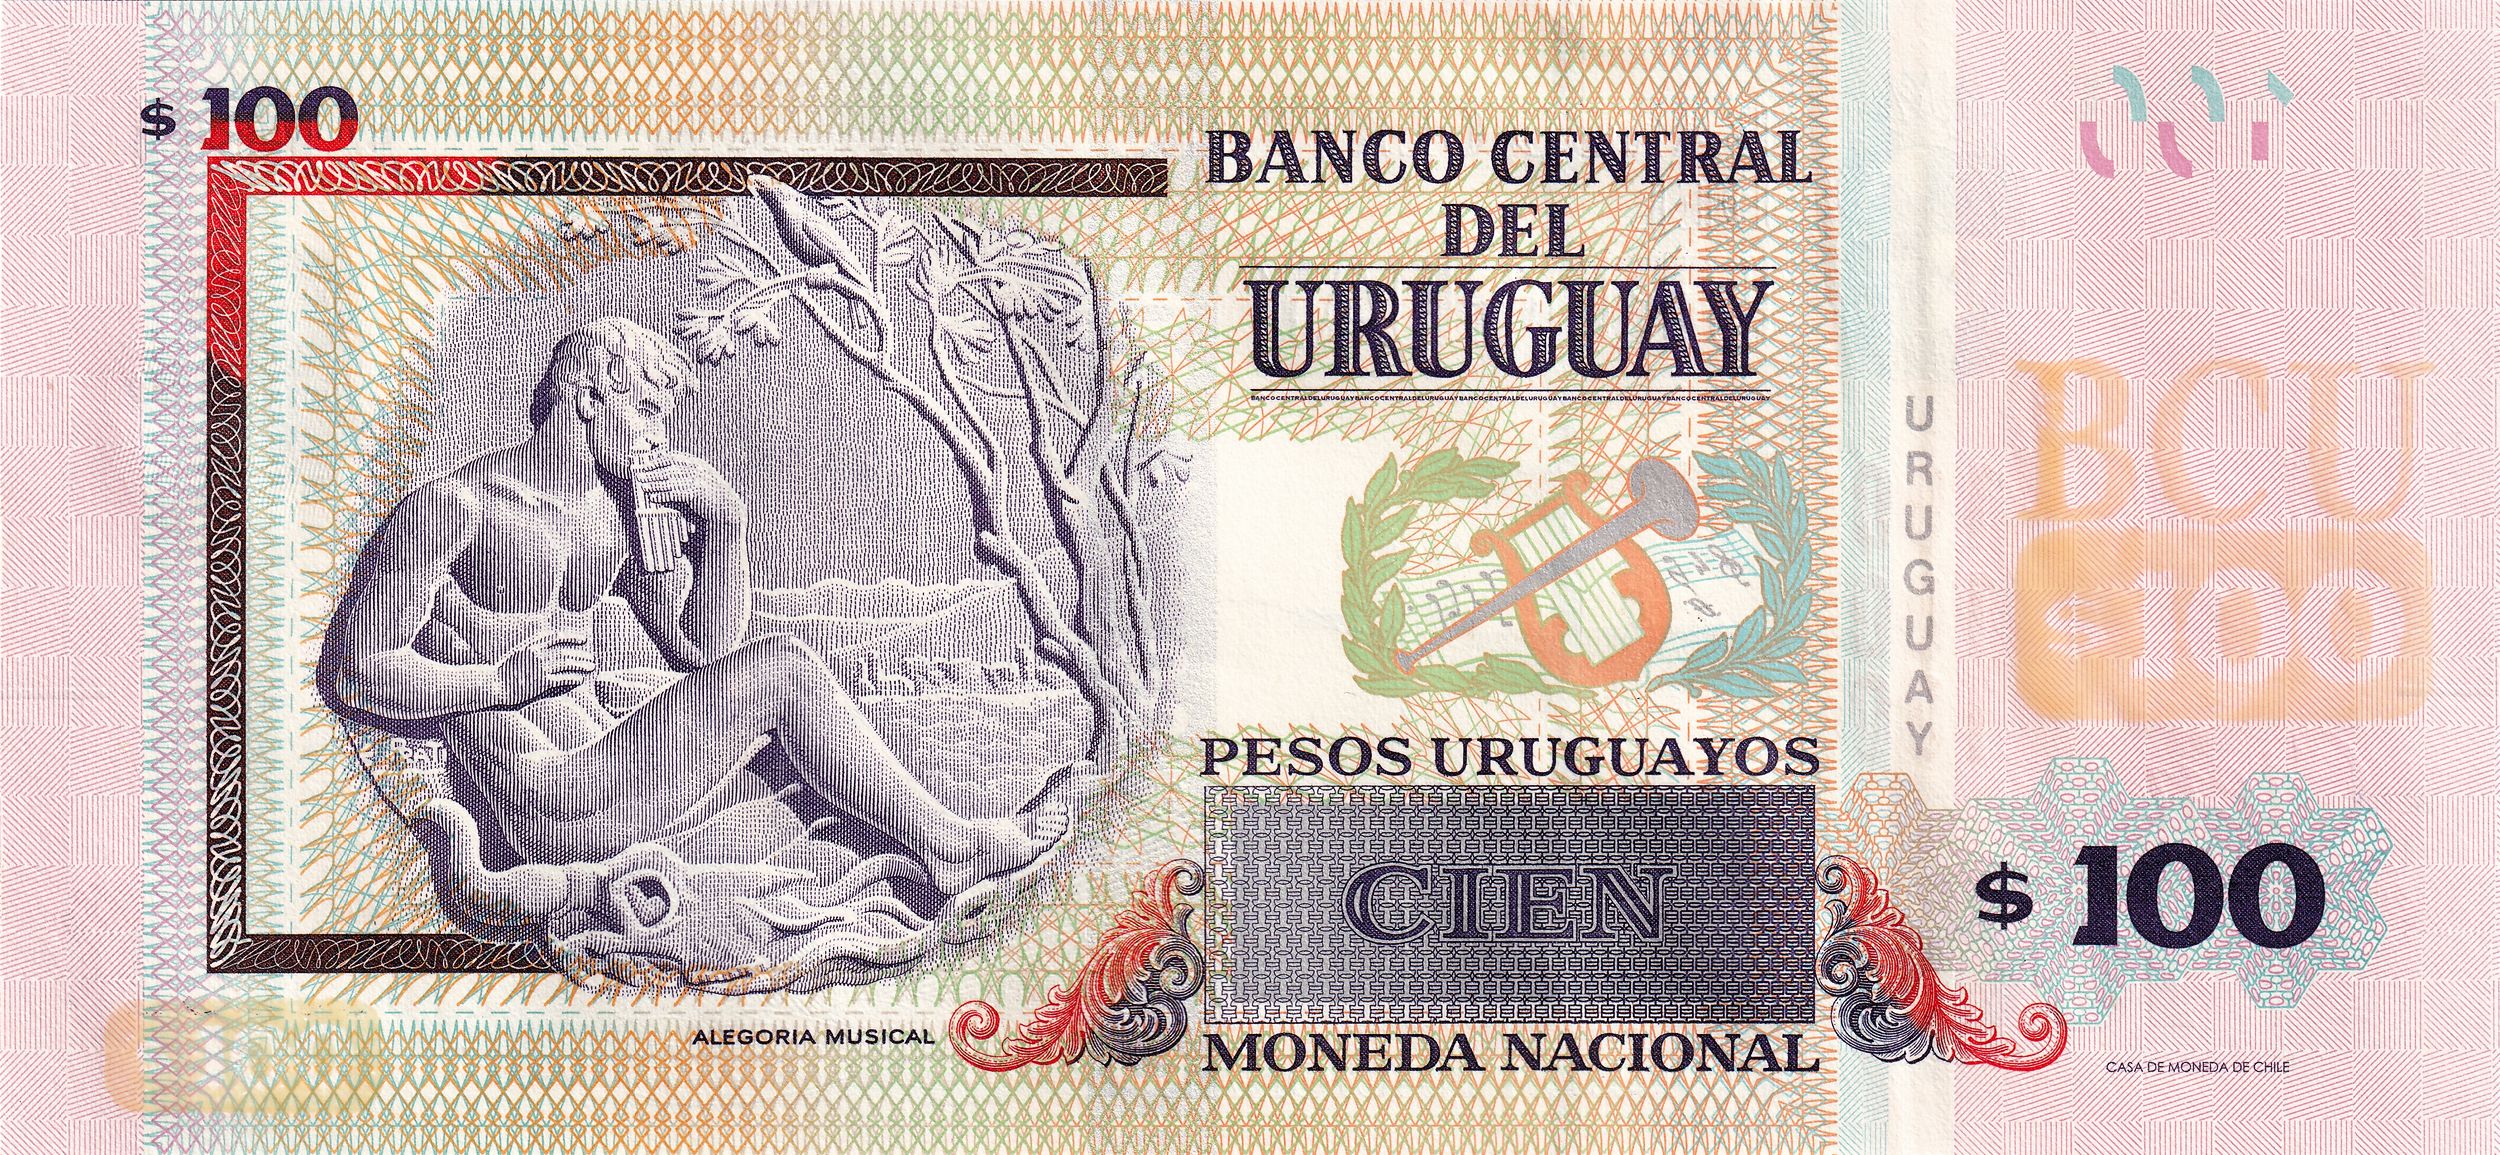 $ 100
BANCO CENTRAL
DEL
URUGUAY
BANCOCENTRALDELURUGUAYBANCOCENTRALDELURUGUAYBANCOCENTRALDELURUGUAYBANCOCENTRALDELURUGUAYBANCOCENTRALDELURUGUAY
URUGUAY
BCU
$100
PESOS URUGUAYOS
CIEN
$ 100
ALEGORIA MUSICAL
MONEDA NACIONAL
CASA DE MONEDA DE CHILE